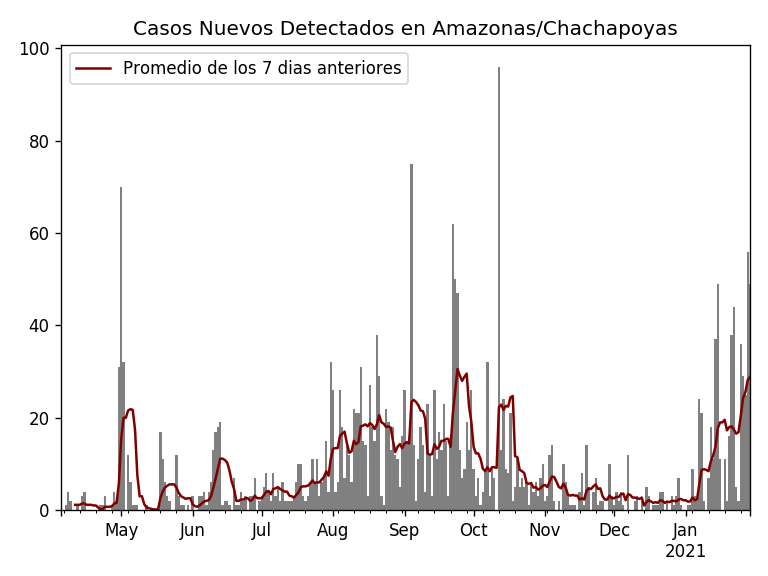 Casos Nuevos Detectados en Amazonas/Chachapoyas
Promedio de los 7 dias anteriores
100
80
60
40
20
0
May Jun Jul Aug Sep Oct Nov Dec Jan
2021